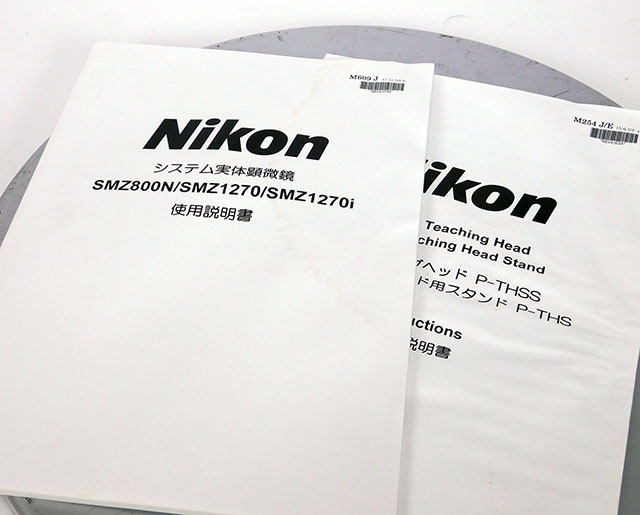 M609 J
Nikon
システム実体顕微鏡
SMZ800N/SMZ1270/SMZ1270i
使用説明書
M254 J/E
ikon
Teaching Head
ching Head Stand
ヘッド P-THSS
ド用スタンド P-THS
uctions
説明書